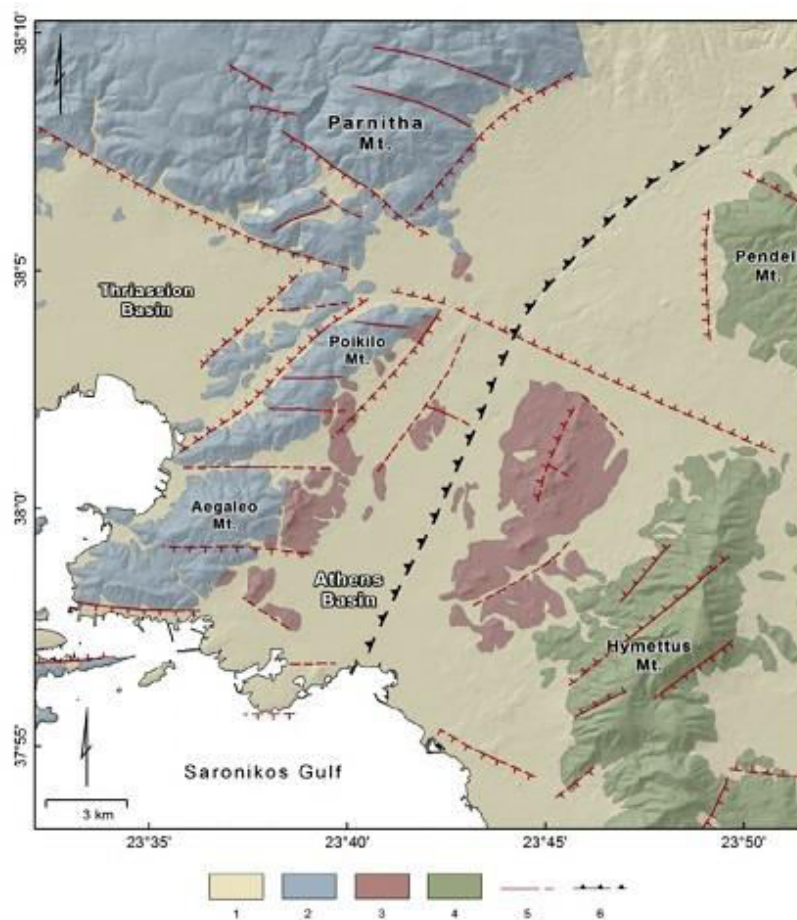 38°10'
Parnitha
Mt.
38°5'
Thriassion
Basin
Pendeli
Mt.
Poikilo
Mt.
38°0'
Aegaleo
Mt.
Athens
Basin
Hymettus
Mt.
37°55'
Saronikos Gulf
3 km
23°35' 23°40' 23°45' 23°50'
1 2 3 4 5 6